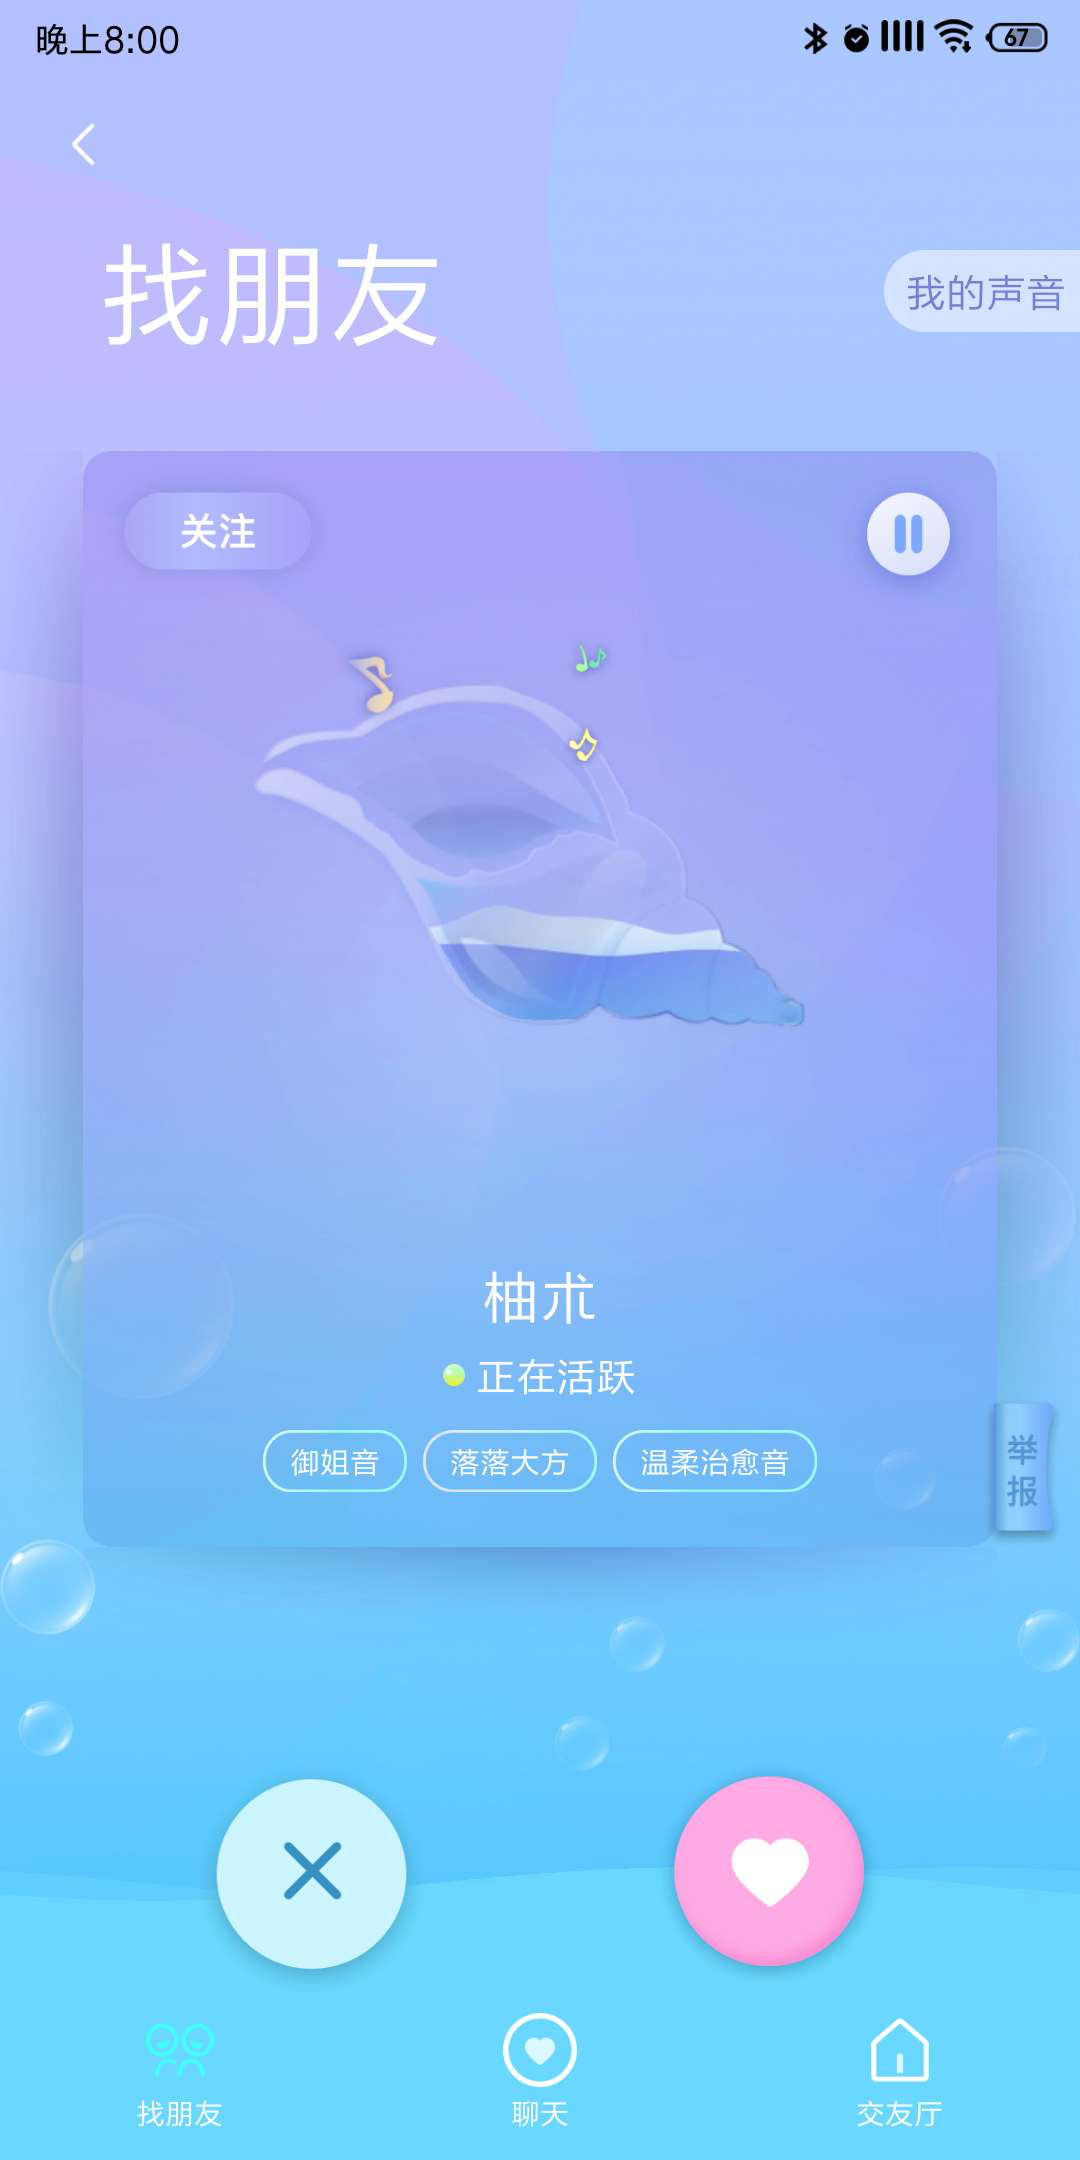 晚上8:00
67
找朋友
我的声音
关注
柚朮
正在活跃
御姐音
落落大方
温柔治愈音
举
报
找朋友
聊天
交友厅